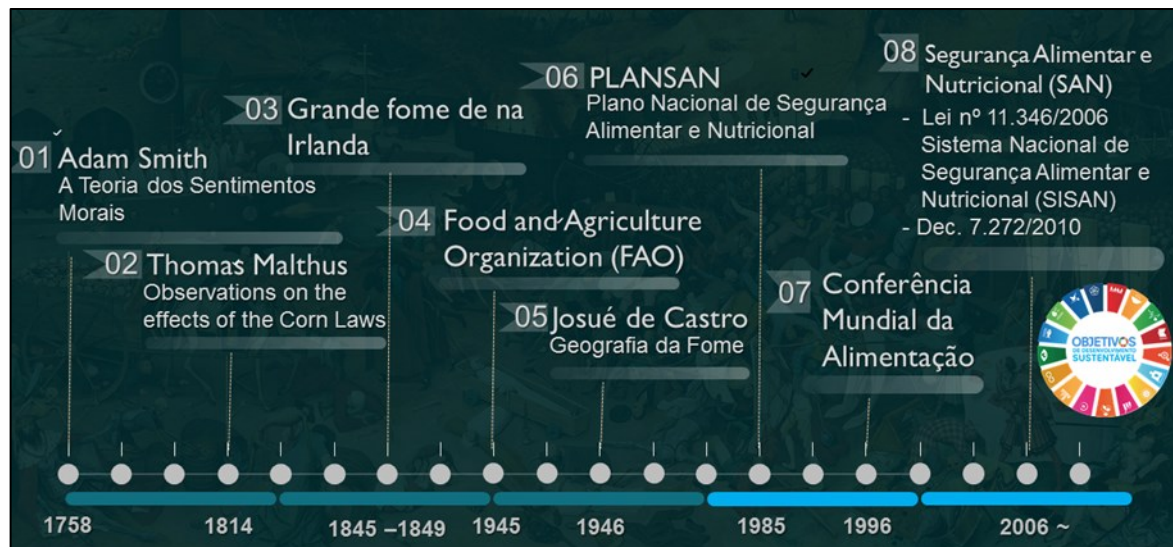 01 Adam Smith
A Teoria dos Sentimentos
Morais
02 Thomas Malthus
Observations on the
effects of the Corn Laws
03 Grande fome de na
Irlanda
04 Food and Agriculture
Organization (FAO)
05 Josué de Castro
Geografia da Fome
06 PLANSAN
Plano Nacional de Segurança
Alimentar e Nutricional
07 Conferência
Mundial da
Alimentação
08 Segurança Alimentar e
Nutricional (SAN)
- Lei nº 11.346/2006
Sistema Nacional de
Segurança Alimentar e
Nutricional (SISAN)
- Dec. 7.272/2010
OBJETIVOS
DE DESENVOLVIMENTO
SUSTENTÁVEL
1758
1814
1845 –1849
1945
1946
1985
1996
2006 ~